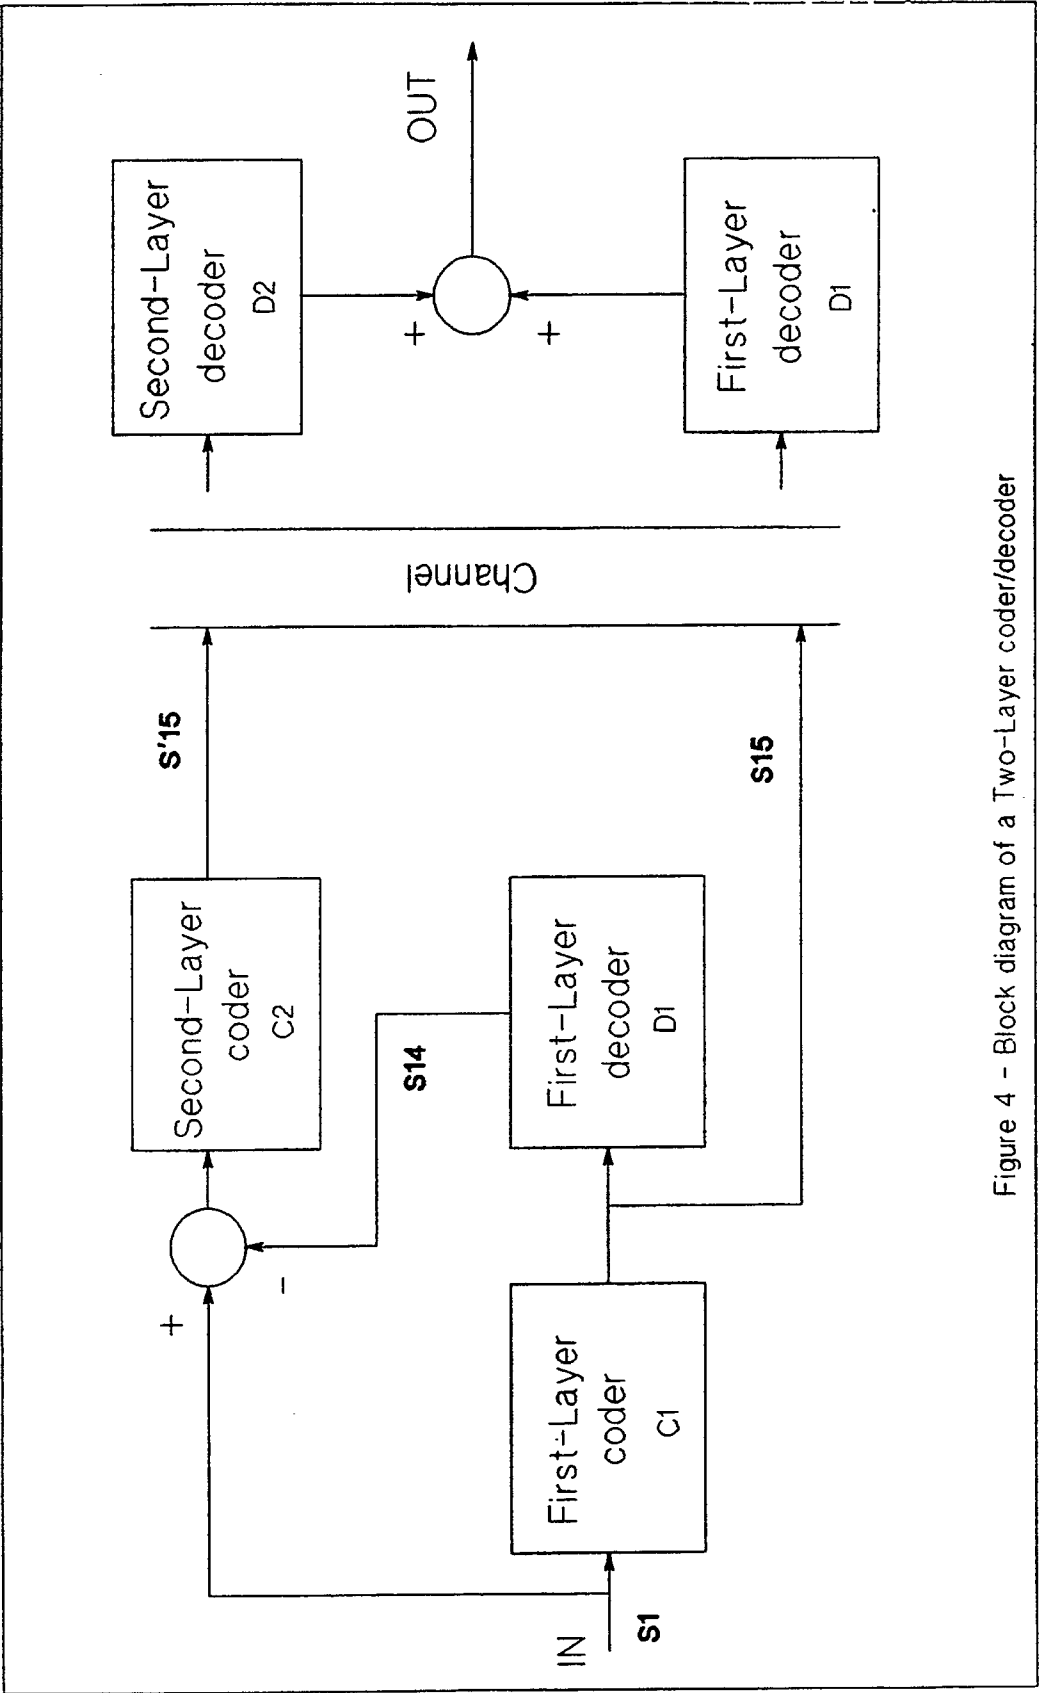 Second-Layer
coder
C2
+
-
S'15
S14
First-Layer
coder
C1
First-Layer
decoder
D1
S15
IN
S1
Channel
Second-Layer
decoder
D2
+
+
OUT
First-Layer
decoder
D1
Figure 4 - Block diagram of a Two-Layer coder/decoder